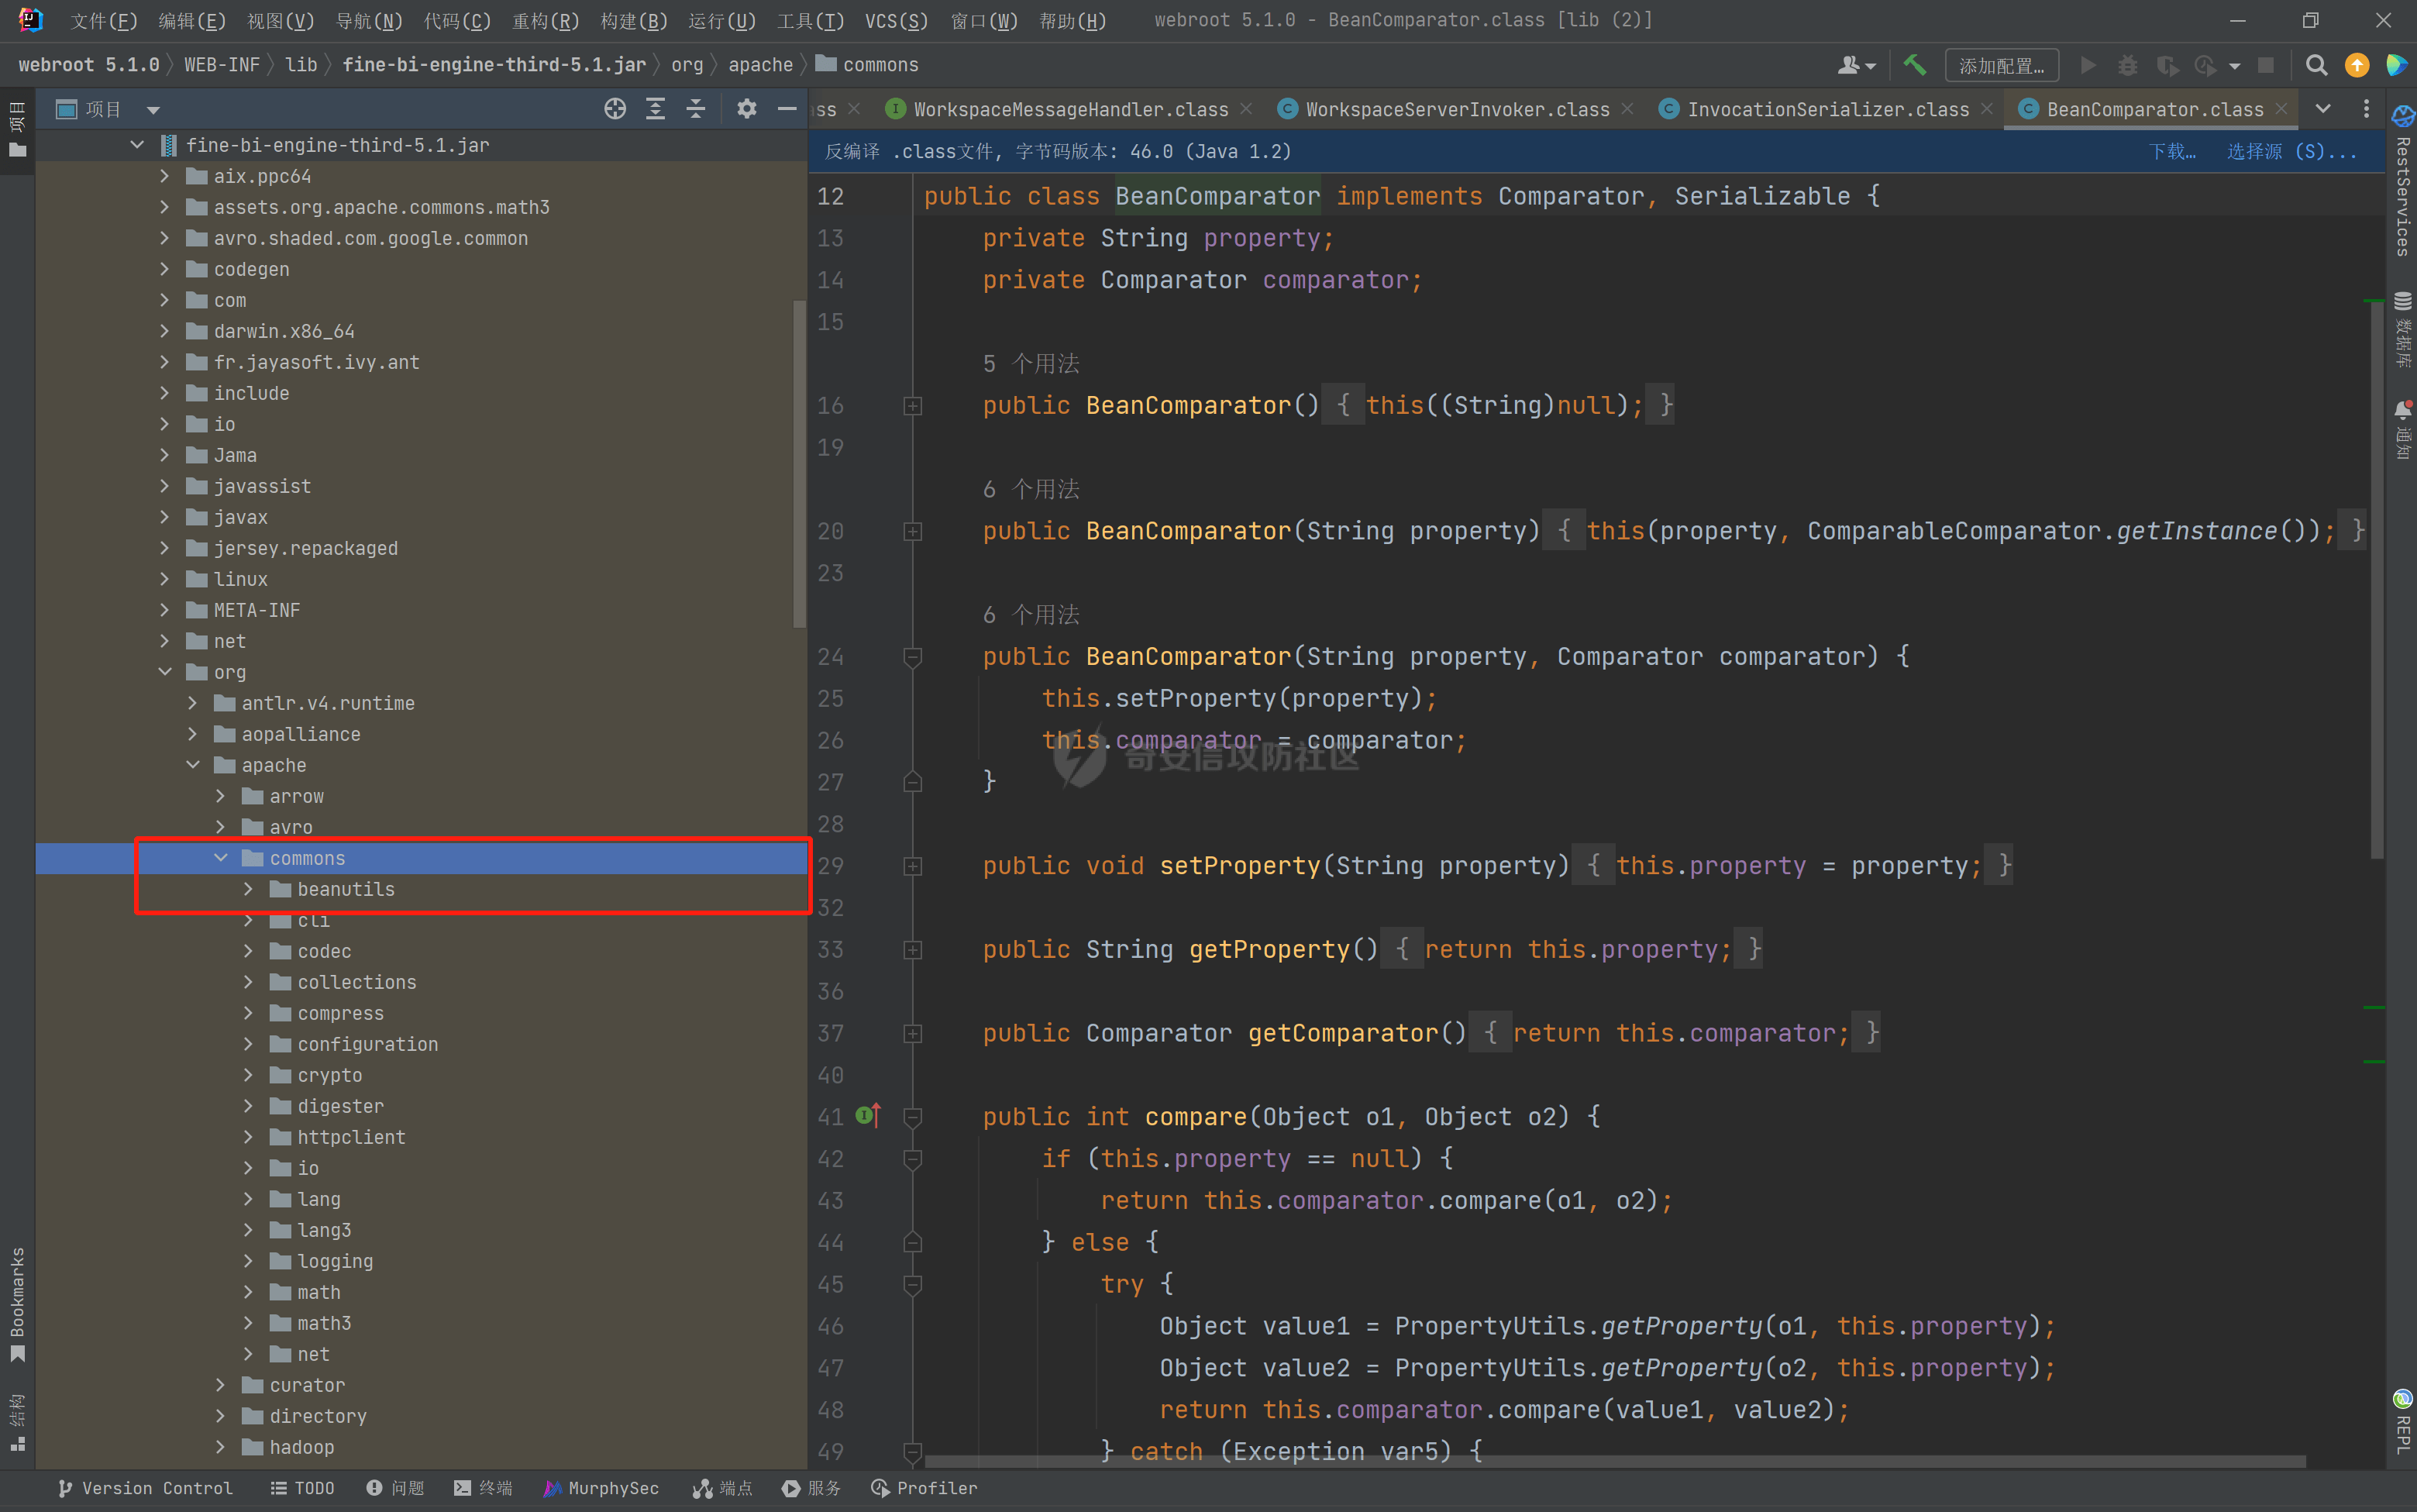 文件(F) 编辑(E) 视图(V) 导航(N) 代码(C) 重构(R) 构建(B) 运行(U) 工具(T) VCS(S) 窗口(W) 帮助(H) webroot 5.1.0 - BeanComparator.class [lib (2)]
webroot 5.1.0 WEB-INF lib fine-bi-engine-third-5.1.jar org apache commons 添加配置...
项目
项目
ss WorkspaceMessageHandler.class WorkspaceServerInvoker.class InvocationSerializer.class BeanComparator.class
反编译 .class文件, 字节码版本: 46.0 (Java 1.2) 下载... 选择源 (S)...
fine-bi-engine-third-5.1.jar
aix.ppc64
assets.org.apache.commons.math3
avro.shaded.com.google.common
codegen
com
darwin.x86_64
fr.jayasoft.ivy.ant
include
io
Jama
javassist
javax
jersey.repackaged
linux
META-INF
net
org
antlr.v4.runtime
aopalliance
apache
arrow
avro
commons
beanutils
cli
codec
collections
compress
configuration
crypto
digester
httpclient
io
lang
lang3
logging
math
math3
net
curator
directory
hadoop
12 public class BeanComparator implements Comparator, Serializable {
13 private String property;
14 private Comparator comparator;
15
5 个用法
16 public BeanComparator() { this((String)null); }
19
6 个用法
20 public BeanComparator(String property) { this(property, ComparableComparator.getInstance()); }
23
6 个用法
24 public BeanComparator(String property, Comparator comparator) {
25 this.setProperty(property);
26 this.comparator = comparator;
奇安信攻防社区
27 }
28
29 public void setProperty(String property) { this.property = property; }
32
33 public String getProperty() { return this.property; }
36
37 public Comparator getComparator() { return this.comparator; }
40
41 public int compare(Object o1, Object o2) {
42 if (this.property == null) {
43 return this.comparator.compare(o1, o2);
44 } else {
45 try {
46 Object value1 = PropertyUtils.getProperty(o1, this.property);
47 Object value2 = PropertyUtils.getProperty(o2, this.property);
48 return this.comparator.compare(value1, value2);
49 } catch (Exception var5) {
RestServices
数据库
通知
REPL
Bookmarks
结构
Version Control TODO 问题 终端 MurphySec 端点 服务 Profiler